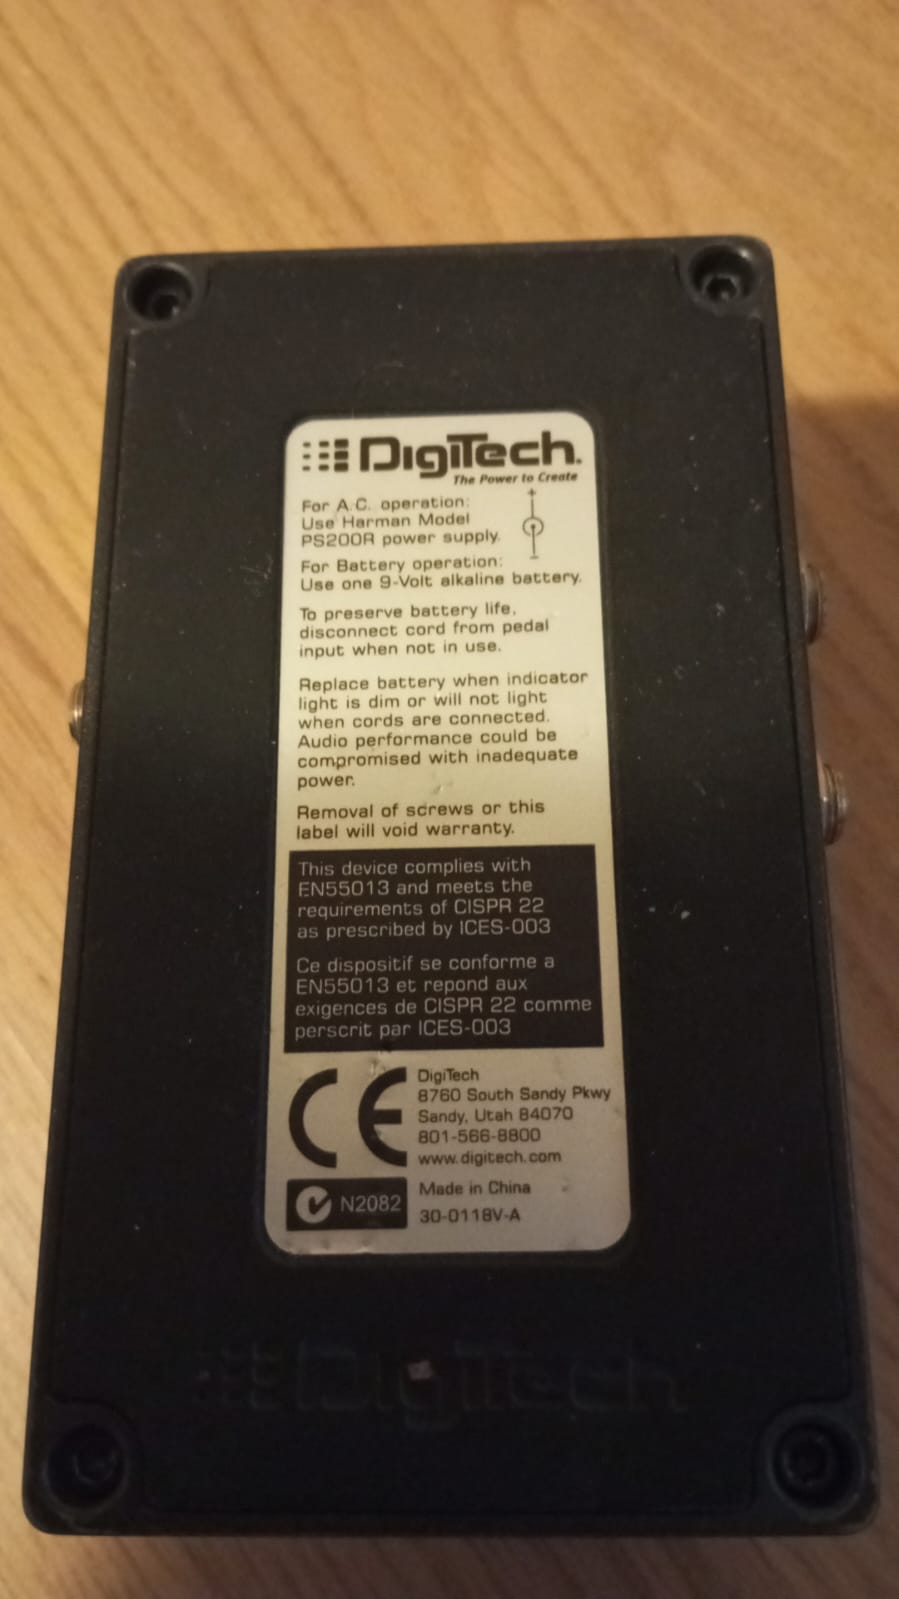 DigiTech.
The Power to Create
For A.C. operation:
Use Harman Model
PS200R power supply.
+
-
For Battery operation:
Use one 9-Volt alkaline battery.
To preserve battery life,
disconnect cord from pedal
input when not in use.
Replace battery when indicator
light is dim or will not light
when cords are connected.
Audio performance could be
compromised with inadequate
power.
Removal of screws or this
label will void warranty.
This device complies with
EN55013 and meets the
requirements of CISPR 22
as prescribed by ICES-003
Ce dispositif se conforme a
EN55013 et repond aux
exigences de CISPR 22 comme
perscrit par ICES-003
CE
DigiTech
8760 South Sandy Pkwy
Sandy, Utah 84070
801-566-8800
www.digitech.com
N2082
Made in China
30-0118V-A
DigiTech